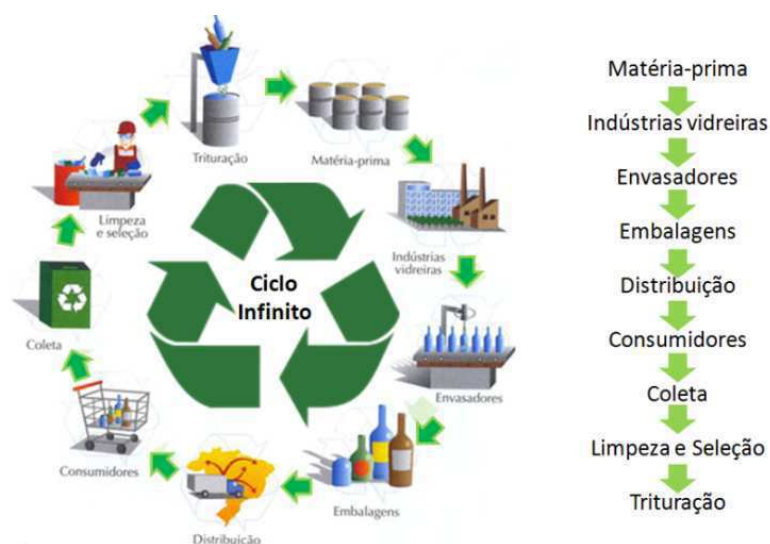 Trituração
Matéria-prima
Indústrias
vidreiras
Envasadores
Embalagens
Distribuição
Consumidores
Coleta
Limpeza
e seleção
Ciclo
Infinito
Matéria-prima
Indústrias vidreiras
Envasadores
Embalagens
Distribuição
Consumidores
Coleta
Limpeza e Seleção
Trituração